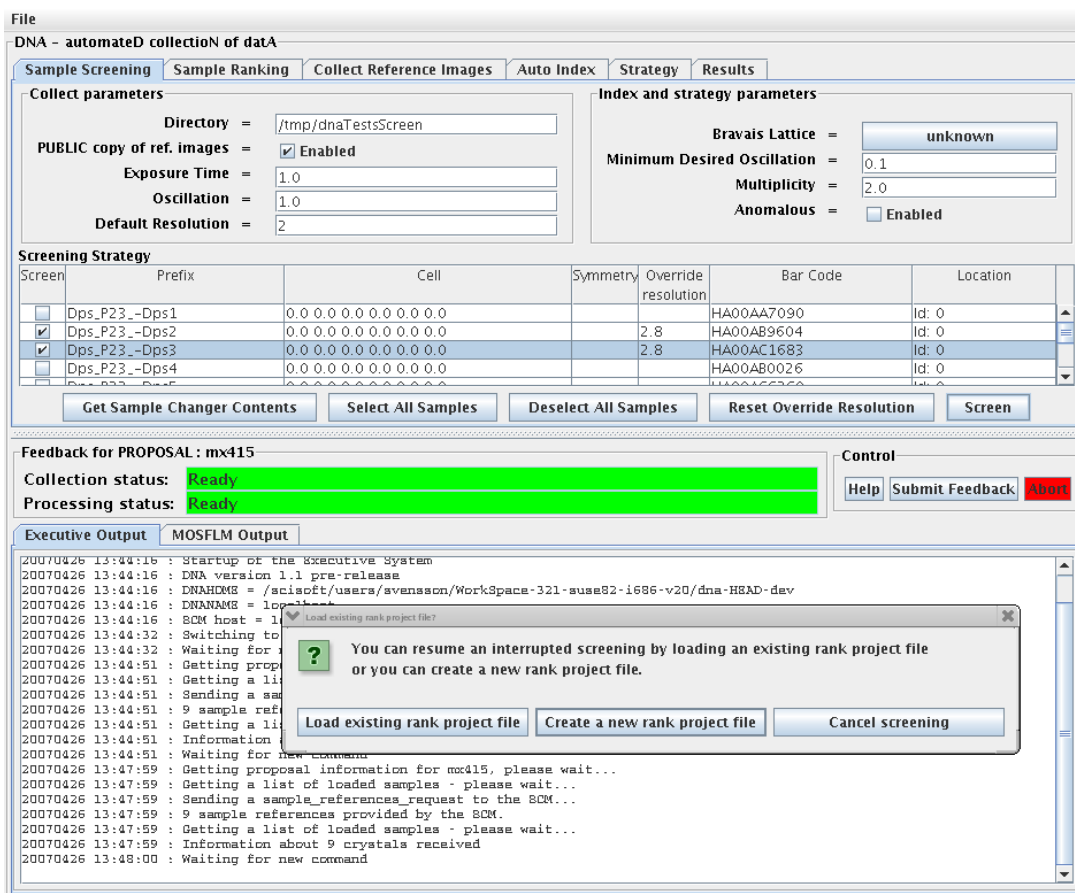 File
DNA - automateD collectioN of datA
Sample Screening Sample Ranking Collect Reference Images Auto Index Strategy Results
Collect parameters
Directory = /tmp/dnaTestsScreen
PUBLIC copy of ref. images = Enabled
Exposure Time = 1.0
Oscillation = 1.0
Default Resolution = 2
Index and strategy parameters
Bravais Lattice = unknown
Minimum Desired Oscillation = 0.1
Multiplicity = 2.0
Anomalous = Enabled
Screening Strategy
Screen Prefix Cell Symmetry Override resolution Bar Code Location
Dps_P23_-Dps1 0.0 0.0 0.0 0.0 0.0 0.0 HA00AA7090 Id: 0
Dps_P23_-Dps2 0.0 0.0 0.0 0.0 0.0 0.0 2.8 HA00AB9604 Id: 0
Dps_P23_-Dps3 0.0 0.0 0.0 0.0 0.0 0.0 2.8 HA00AC1683 Id: 0
Dps_P23_-Dps4 0.0 0.0 0.0 0.0 0.0 0.0 HA00AB0026 Id: 0
Get Sample Changer Contents Select All Samples Deselect All Samples Reset Override Resolution Screen
Feedback for PROPOSAL : mx415
Collection status: Ready
Processing status: Ready
Control
Help Submit Feedback Abort
Executive Output MOSFLM Output
20070426 13:44:16 : Startup of the Executive System
20070426 13:44:16 : DNA version 1.1 pre-release
20070426 13:44:16 : DNAHOME = /scisoft/users/svensson/WorkSpace-321-suse82-i686-v20/dna-HEAD-dev
20070426 13:44:16 : DNANAME = localhost
20070426 13:44:16 : BCM host = l
20070426 13:44:32 : Switching to
20070426 13:44:32 : Waiting for
20070426 13:44:51 : Getting prop
20070426 13:44:51 : Getting a li
20070426 13:44:51 : Sending a sam
20070426 13:44:51 : 9 sample ref
20070426 13:44:51 : Getting a li
20070426 13:44:51 : Information
20070426 13:44:51 : Waiting for new command
20070426 13:47:59 : Getting proposal information for mx415, please wait...
20070426 13:47:59 : Getting a list of loaded samples - please wait...
20070426 13:47:59 : Sending a sample_references_request to the BCM...
20070426 13:47:59 : 9 sample references provided by the BCM.
20070426 13:47:59 : Getting a list of loaded samples - please wait...
20070426 13:47:59 : Information about 9 crystals received
20070426 13:48:00 : Waiting for new command
Load existing rank project file?
You can resume an interrupted screening by loading an existing rank project file
or you can create a new rank project file.
Load existing rank project file Create a new rank project file Cancel screening